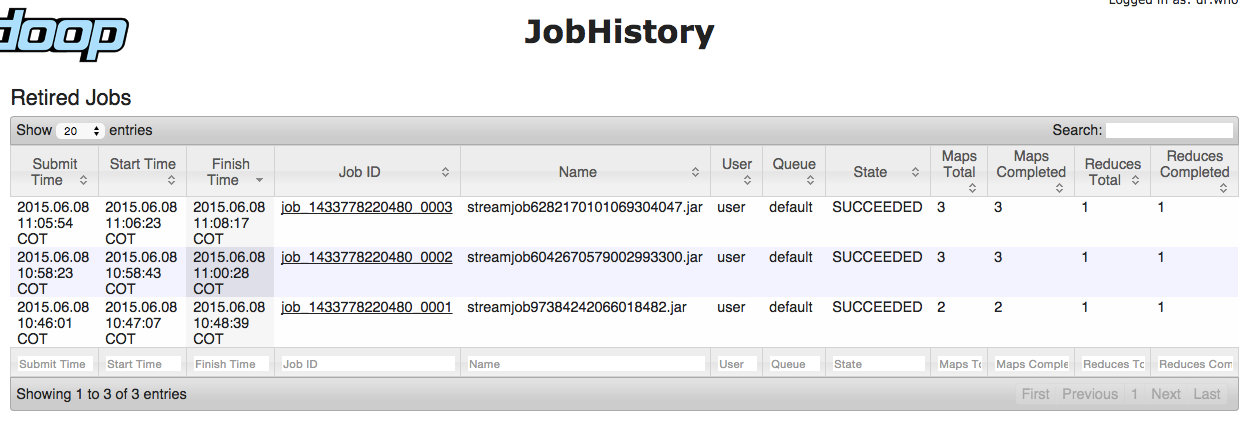 Logged in as: dr.who
doop
JobHistory
Retired Jobs
Show 20 entries Search:
Submit Time Start Time Finish Time Job ID Name User Queue State Maps Total Maps Completed Reduces Total Reduces Completed
2015.06.08 11:05:54 COT 2015.06.08 11:06:23 COT 2015.06.08 11:08:17 COT job_1433778220480_0003 streamjob6282170101069304047.jar user default SUCCEEDED 3 3 1 1
2015.06.08 10:58:23 COT 2015.06.08 10:58:43 COT 2015.06.08 11:00:28 COT job_1433778220480_0002 streamjob6042670579002993300.jar user default SUCCEEDED 3 3 1 1
2015.06.08 10:46:01 COT 2015.06.08 10:47:07 COT 2015.06.08 10:48:39 COT job_1433778220480_0001 streamjob97384242066018482.jar user default SUCCEEDED 2 2 1 1
Submit Time Start Time Finish Time Job ID Name User Queue State Maps To Maps Comple Reduces To Reduces Com
Showing 1 to 3 of 3 entries First Previous 1 Next Last